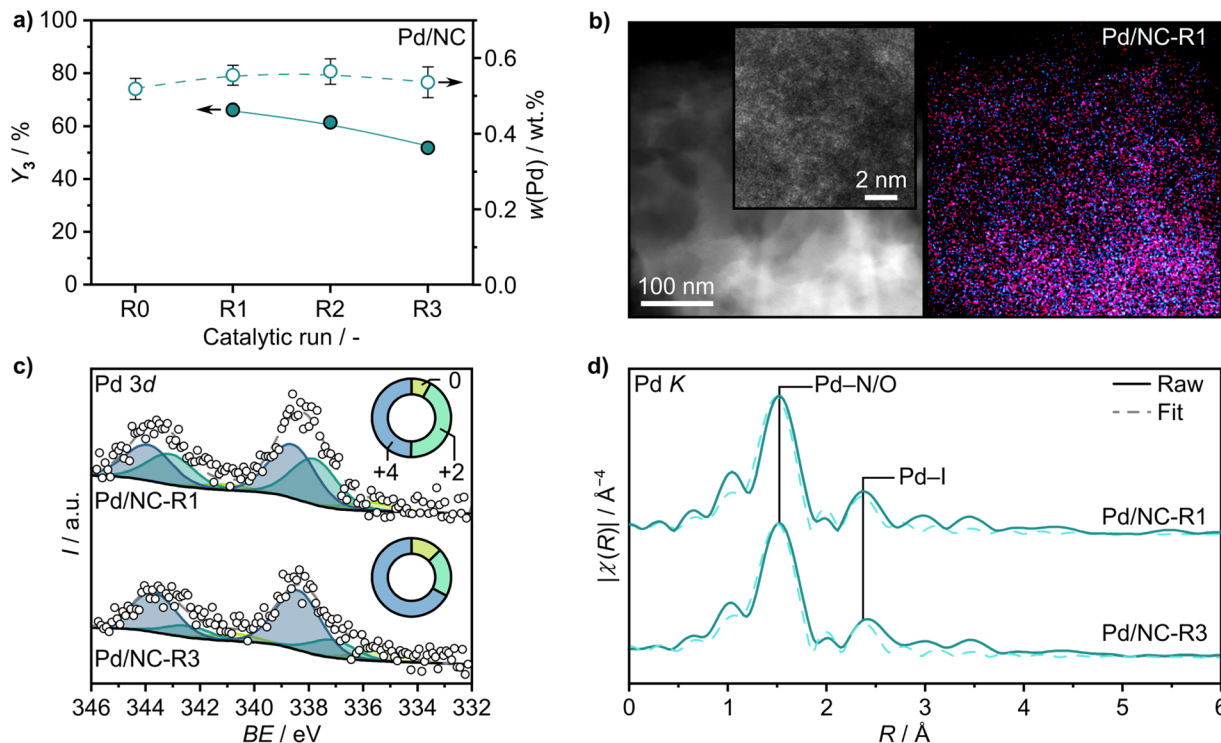 a)
Pd/NC
100
80
60
40
20
0
Y3 / %
0.6
0.4
0.2
0.0
w(Pd) / wt.%
R0 R1 R2 R3
Catalytic run / -
b)
Pd/NC-R1
2 nm
100 nm
c)
Pd 3d
0
+4 +2
Pd/NC-R1
Pd/NC-R3
I / a.u.
346 344 342 340 338 336 334 332
BE / eV
d)
Pd K
Pd–N/O
Raw
Fit
Pd–I
Pd/NC-R1
Pd/NC-R3
|χ(R)| / Å⁻⁴
0 1 2 3 4 5 6
R / Å